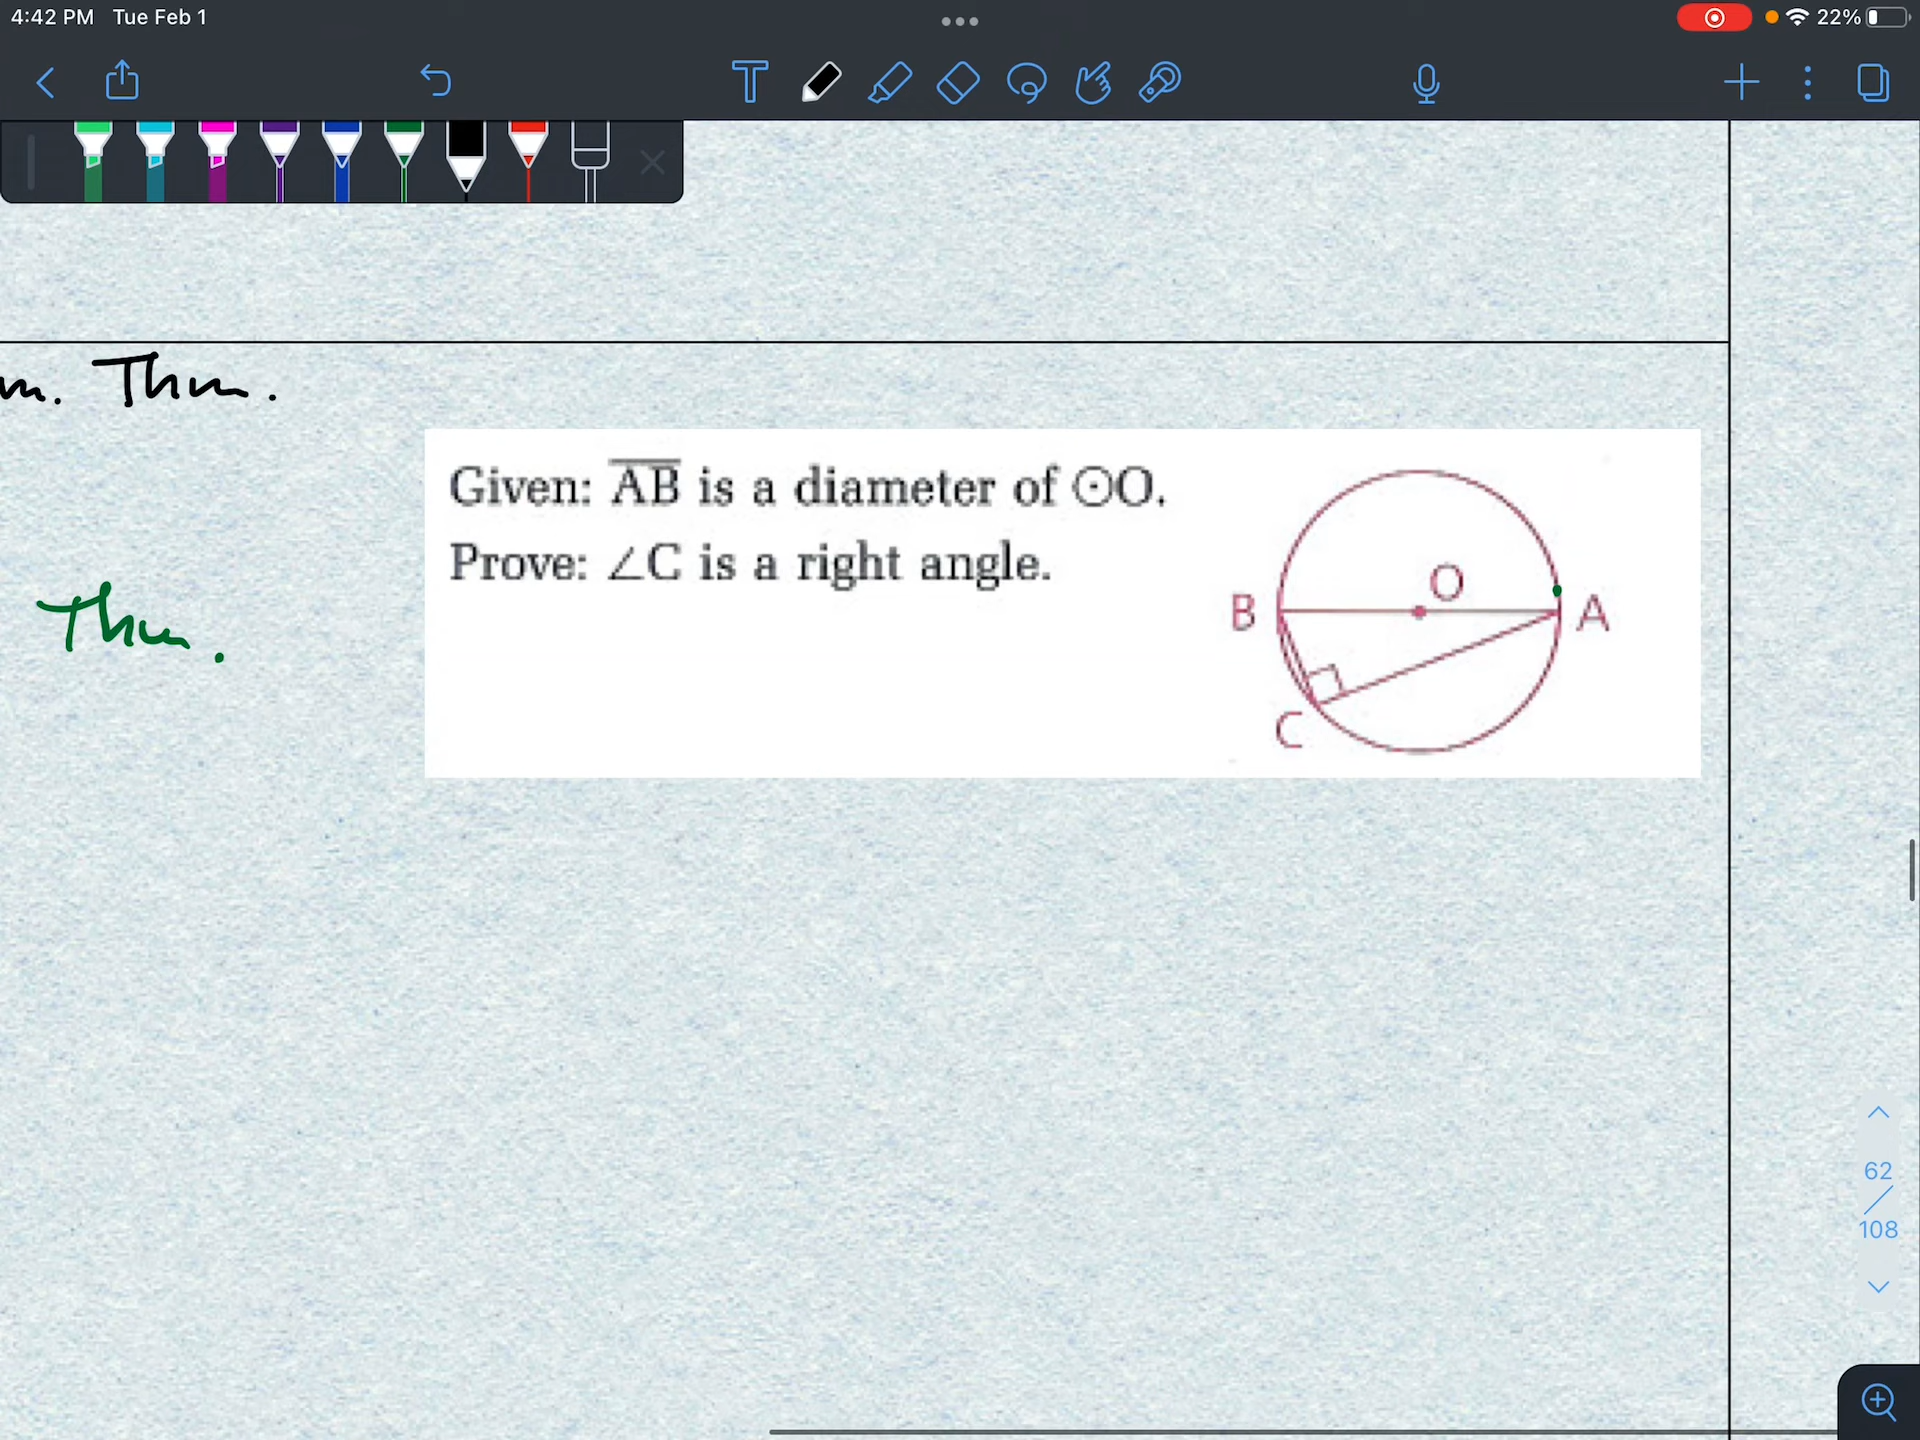 4:42 PM Tue Feb 1
22%
m. Thm.
Given: AB is a diameter of ⊙O.
Prove: ∠C is a right angle.
O
B
A
C
Thm.
62
/
108